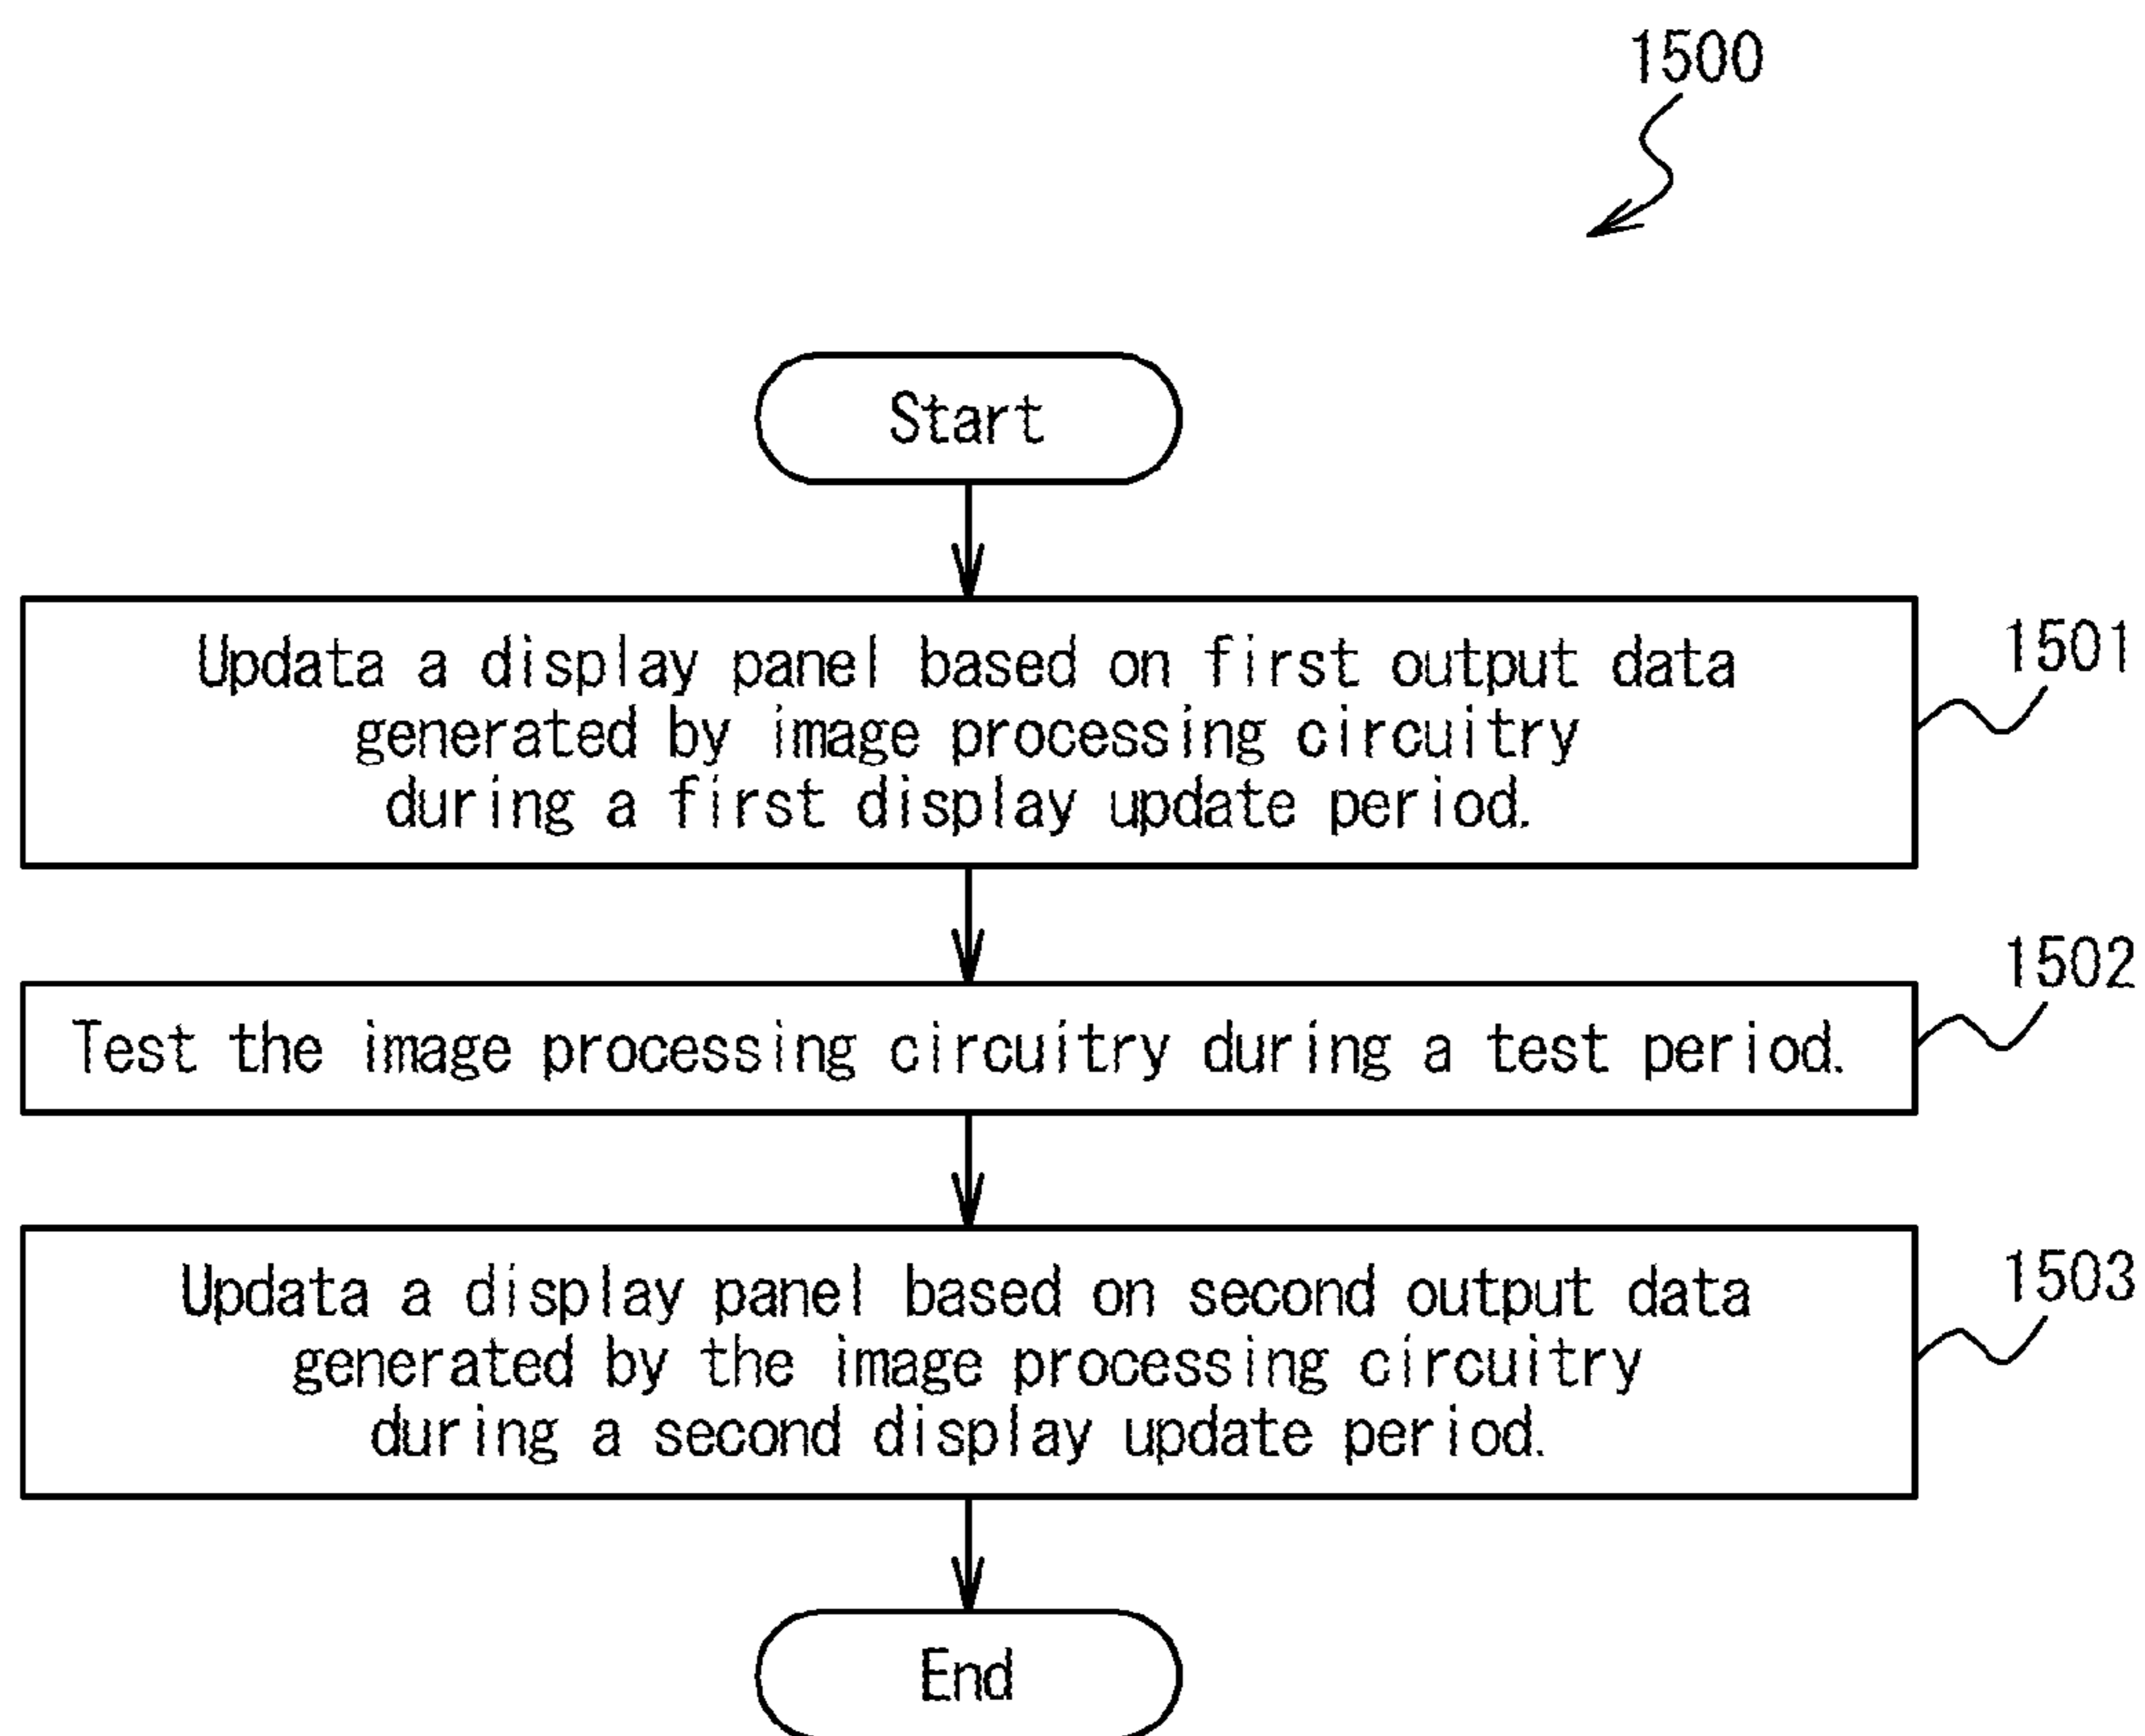 1500
Start
Updata a display panel based on first output data
generated by image processing circuitry
during a first display update period.
1501
Test the image processing circuitry during a test period.
1502
Updata a display panel based on second output data
generated by the image processing circuitry
during a second display update period.
1503
End